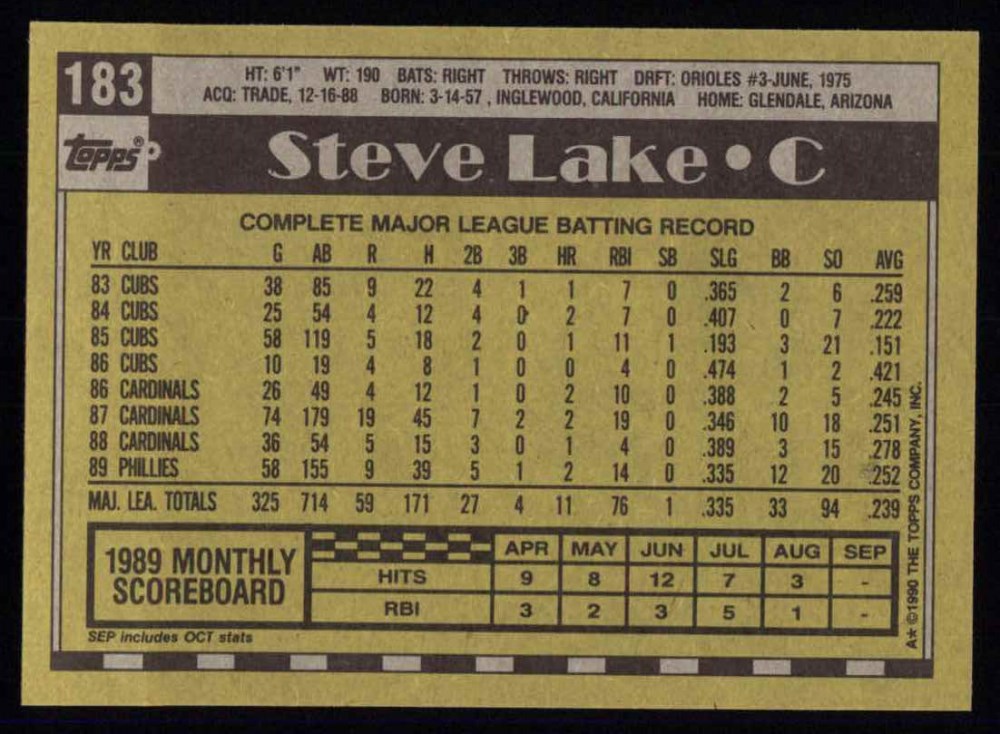 183
HT: 6'1" WT: 190 BATS: RIGHT THROWS: RIGHT DRFT: ORIOLES #3-JUNE, 1975
ACQ: TRADE, 12-16-88 BORN: 3-14-57 , INGLEWOOD, CALIFORNIA HOME: GLENDALE, ARIZONA
topps®
Steve Lake • C
COMPLETE MAJOR LEAGUE BATTING RECORD
YR CLUB G AB R H 2B 3B HR RBI SB SLG BB SO AVG
83 CUBS 38 85 9 22 4 1 1 7 0 .365 2 6 .259
84 CUBS 25 54 4 12 4 0 2 7 0 .407 0 7 .222
85 CUBS 58 119 5 18 2 0 1 11 1 .193 3 21 .151
86 CUBS 10 19 4 8 1 0 0 4 0 .474 1 2 .421
86 CARDINALS 26 49 4 12 1 0 2 10 0 .388 2 5 .245
87 CARDINALS 74 179 19 45 7 2 2 19 0 .346 10 18 .251
88 CARDINALS 36 54 5 15 3 0 1 4 0 .389 3 15 .278
89 PHILLIES 58 155 9 39 5 1 2 14 0 .335 12 20 .252
MAJ. LEA. TOTALS 325 714 59 171 27 4 11 76 1 .335 33 94 .239
1989 MONTHLY
SCOREBOARD
APR MAY JUN JUL AUG SEP
HITS 9 8 12 7 3 -
RBI 3 2 3 5 1 -
SEP includes OCT stats
A* ©1990 THE TOPPS COMPANY, INC.